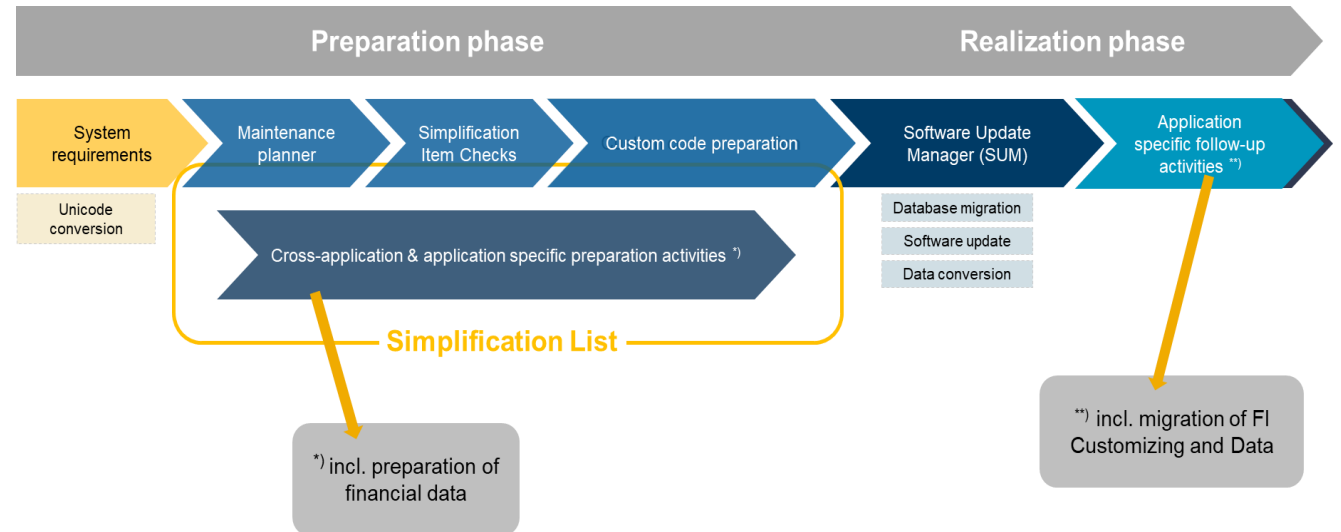 Preparation phase
Realization phase
System
requirements
Maintenance
planner
Simplification
Item Checks
Custom code preparation
Software Update
Manager (SUM)
Application
specific follow-up
activities **)
Unicode
conversion
Database migration
Software update
Data conversion
Cross-application & application specific preparation activities *)
Simplification List
*) incl. preparation of
financial data
**) incl. migration of FI
Customizing and Data